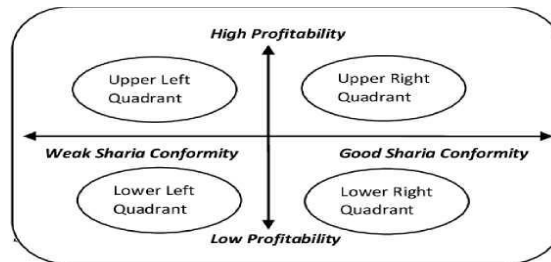 High Profitability
Upper Left
Quadrant
Upper Right
Quadrant
Weak Sharia Conformity
Good Sharia Conformity
Lower Left
Quadrant
Lower Right
Quadrant
Low Profitability